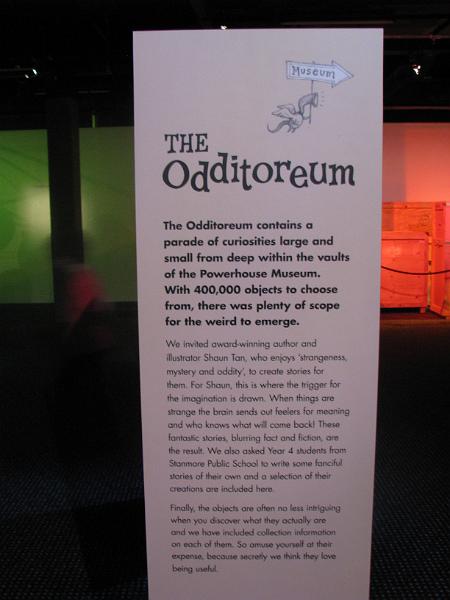 Museum
THE
Odditoreum
The Odditoreum contains a
parade of curiosities large and
small from deep within the vaults
of the Powerhouse Museum.
With 400,000 objects to choose
from, there was plenty of scope
for the weird to emerge.
We invited award-winning author and
illustrator Shaun Tan, who enjoys ‘strangeness,
mystery and oddity’, to create stories for
them. For Shaun, this is where the trigger for
the imagination is drawn. When things are
strange the brain sends out feelers for meaning
and who knows what will come back! These
fantastic stories, blurring fact and fiction, are
the result. We also asked Year 4 students from
Stanmore Public School to write some fanciful
stories of their own and a selection of their
creations are included here.
Finally, the objects are often no less intriguing
when you discover what they actually are
and we have included collection information
on each of them. So amuse yourself at their
expense, because secretly we think they love
being useful.